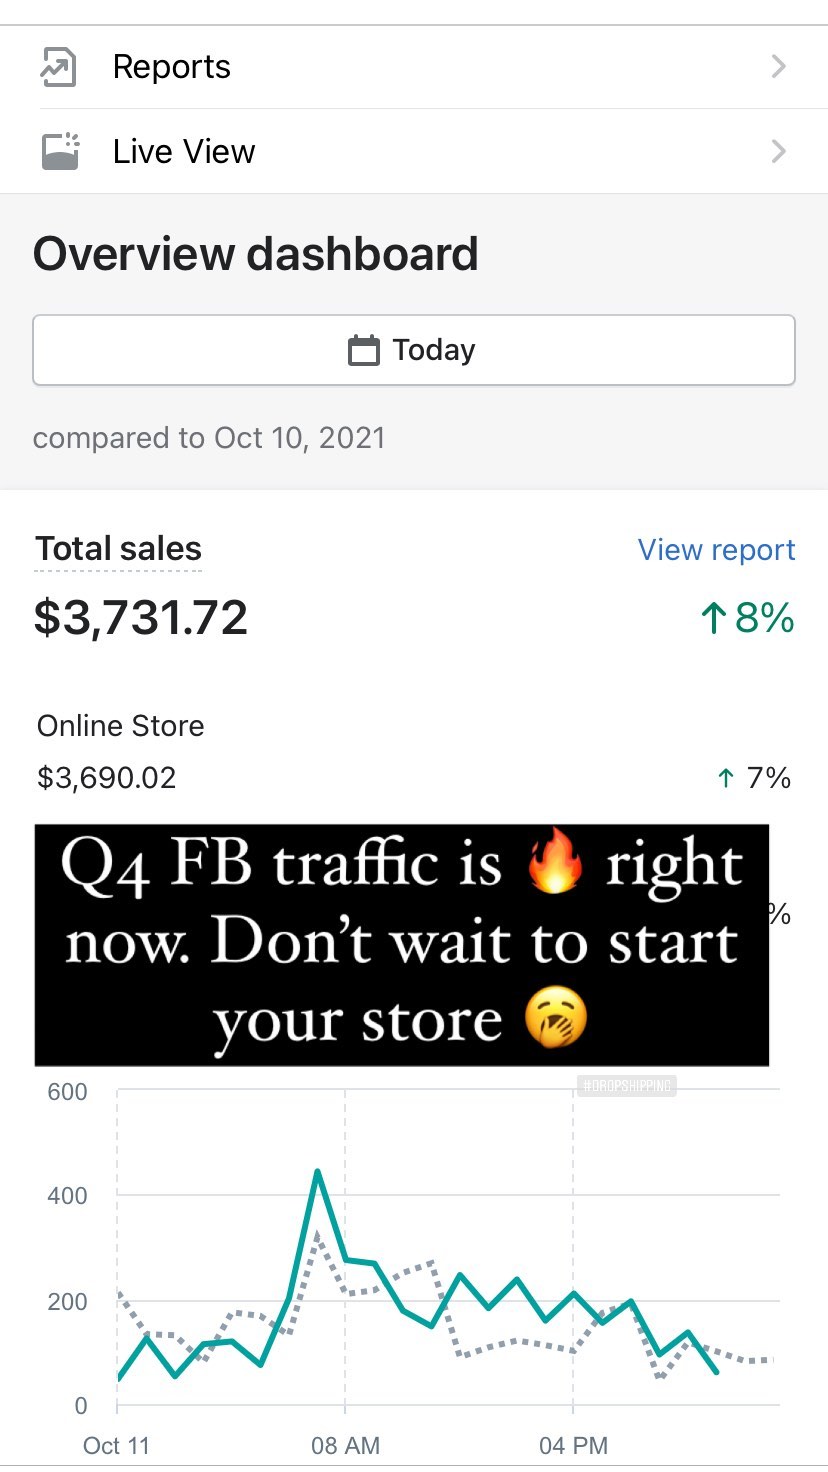 Reports
Live View
Overview dashboard
Today
compared to Oct 10, 2021
Total sales View report
$3,731.72 ↑8%
Online Store
$3,690.02 ↑ 7%
Q4 FB traffic is 🔥 right
now. Don’t wait to start
your store 🥱
%
#DROPSHIPPING
600
400
200
0
Oct 11 08 AM 04 PM